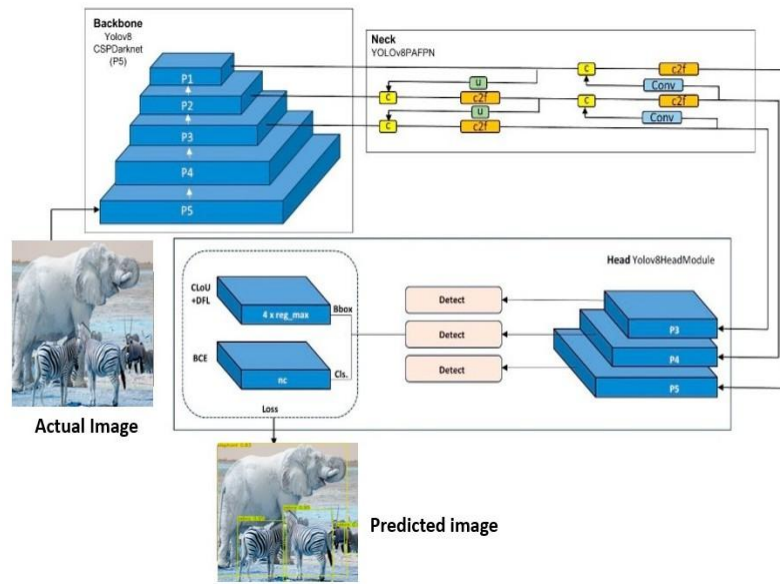 Backbone
Yolov8
CSPDarknet
(P5)
P1
P2
P3
P4
P5
Neck
YOLOv8PAFPN
c
c2f
u
Conv
c
c2f
c
c2f
u
Conv
c
c2f
Head Yolov8HeadModule
CLoU
+DFL
4 x reg_max
Bbox
BCE
nc
Cls.
Loss
Detect
Detect
Detect
P3
P4
P5
Actual Image
Predicted image